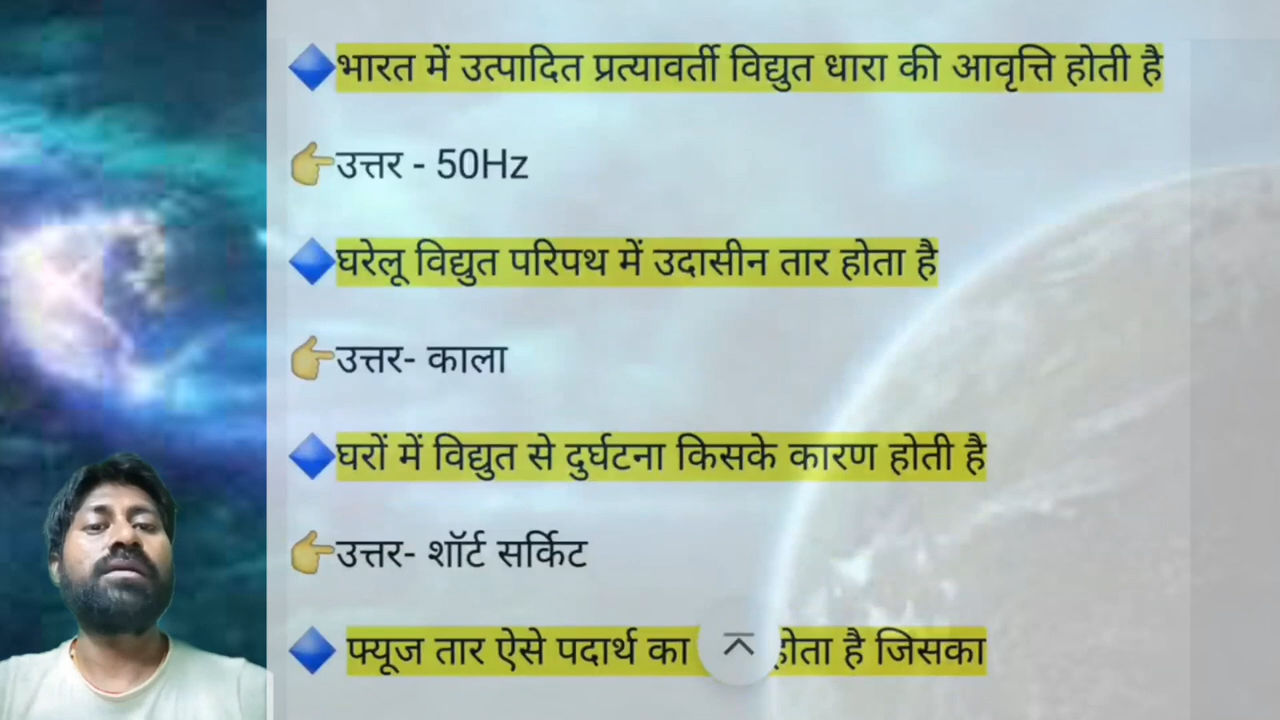 🔷भारत में उत्पादित प्रत्यावर्ती विद्युत धारा की आवृत्ति होती है
👉उत्तर - 50Hz
🔷घरेलू विद्युत परिपथ में उदासीन तार होता है
👉उत्तर- काला
🔷घरों में विद्युत से दुर्घटना किसके कारण होती है
👉उत्तर- शॉर्ट सर्किट
🔷 फ्यूज तार ऐसे पदार्थ का होता है जिसका